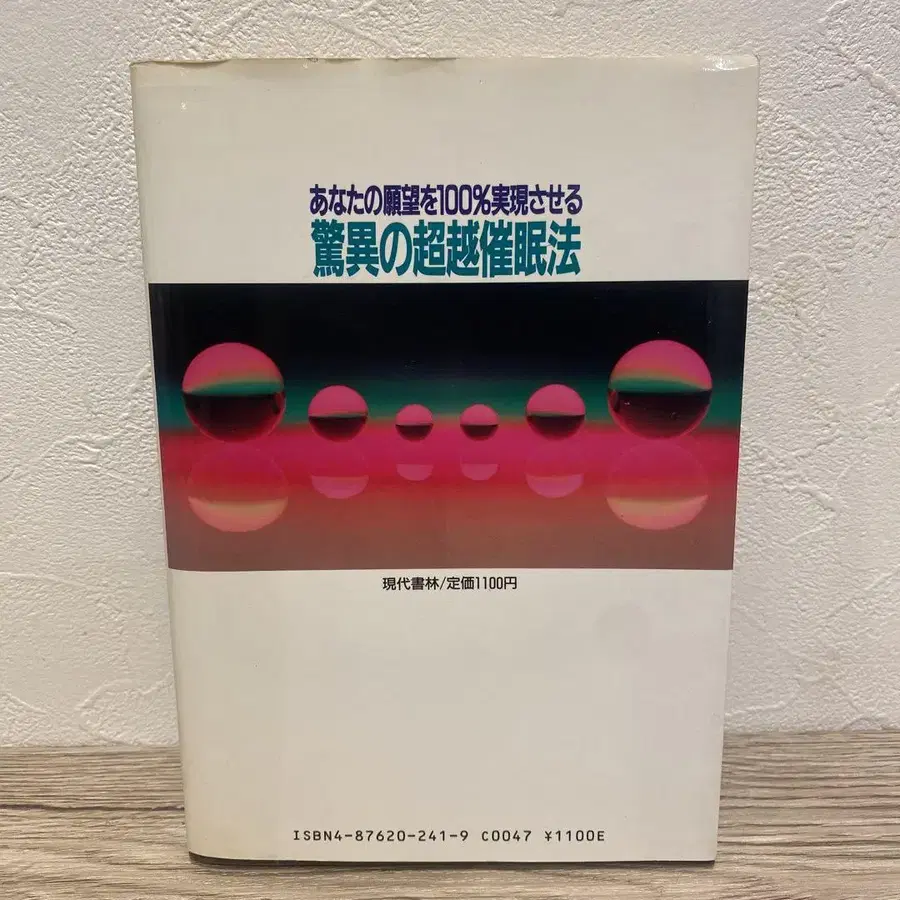 あなたの願望を100%実現させる
驚異の超越催眠法
現代書林/定価1100円
ISBN4-87620-241-9 C0047 ¥1100E